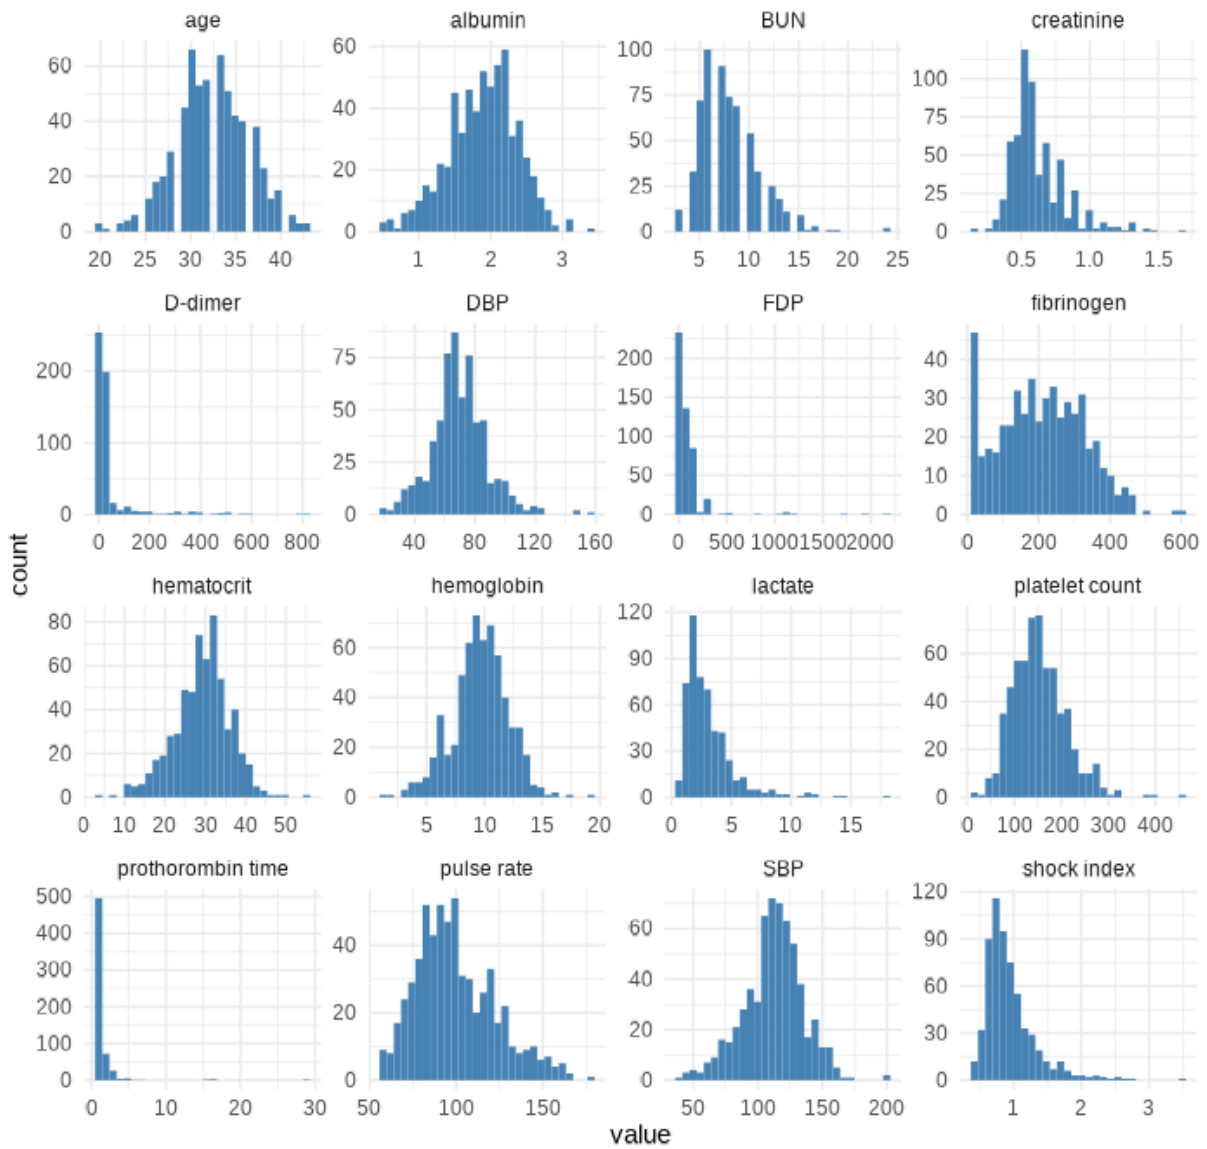 age albumin BUN creatinine
60 40 20 0
20 25 30 35 40
60 40 20 0
1 2 3
100 75 50 25 0
5 10 15 20 25
100 75 50 25 0
0.5 1.0 1.5
D-dimer DBP FDP fibrinogen
200 100 0
0 200 400 600 800
75 50 25 0
40 80 120 160
200 150 100 50 0
0 500 1000 1500 2000
40 30 20 10 0
0 200 400 600
count
hematocrit hemoglobin lactate platelet count
80 60 40 20 0
0 10 20 30 40 50
60 40 20 0
5 10 15 20
120 90 60 30 0
0 5 10 15
60 40 20 0
0 100 200 300 400
prothorombin time pulse rate SBP shock index
500 400 300 200 100 0
0 10 20 30
40 20 0
50 100 150
60 40 20 0
50 100 150 200
120 90 60 30 0
1 2 3
value